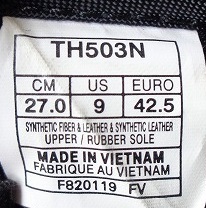 TH503N
CM US EURO
27.0 9 42.5
SYNTHETIC FIBER & LEATHER & SYNTHETIC LEATHER
UPPER / RUBBER SOLE
MADE IN VIETNAM
FABRIQUE AU VIETNAM
F820119 FV